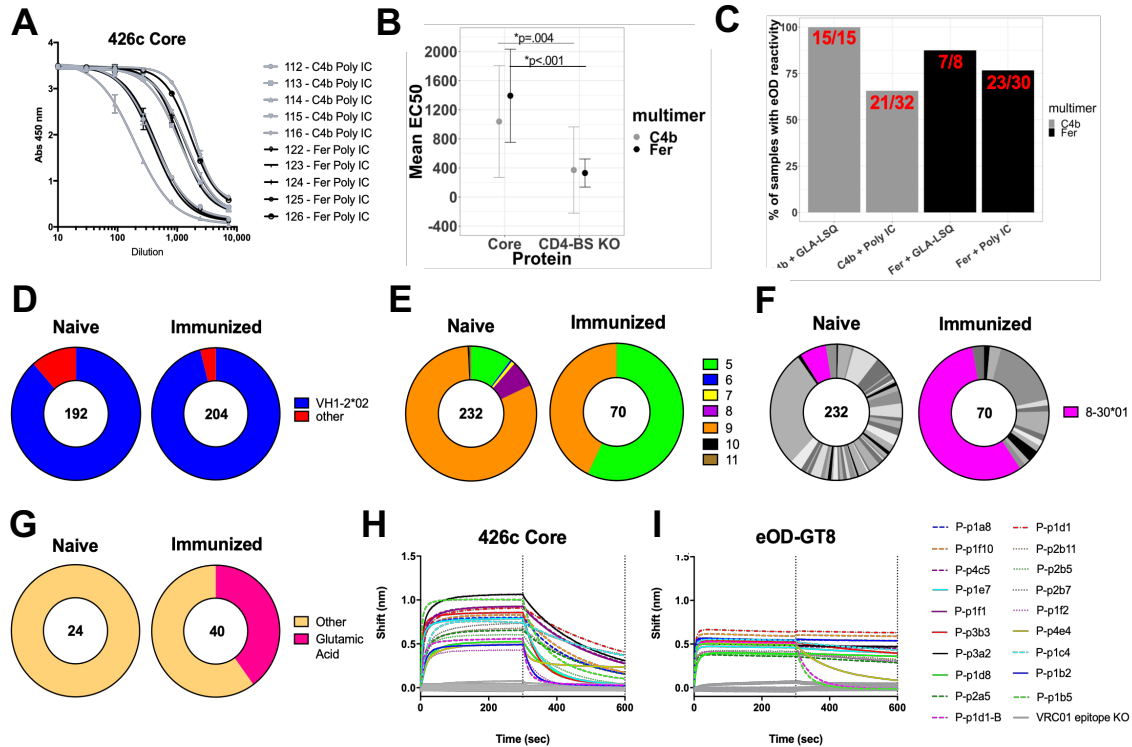 A
426c Core
4
3
2
1
0
Abs 450 nm
10
100
1,000
10,000
Dilution
112 - C4b Poly IC
113 - C4b Poly IC
114 - C4b Poly IC
115 - C4b Poly IC
116 - C4b Poly IC
122 - Fer Poly IC
123 - Fer Poly IC
124 - Fer Poly IC
125 - Fer Poly IC
126 - Fer Poly IC
B
*p=.004
*p<.001
2000
1600
1200
800
400
0
-400
Mean EC50
Core
CD4-BS KO
Protein
multimer
C4b
Fer
C
15/15
21/32
7/8
23/30
100
75
50
25
0
% of samples with eOD reactivity
4b + GLA-LSQ
C4b + Poly IC
Fer + GLA-LSQ
Fer + Poly IC
multimer
C4b
Fer
D
Naive
Immunized
192
204
VH1-2*02
other
E
Naive
Immunized
232
70
5
6
7
8
9
10
11
F
Naive
Immunized
232
70
8-30*01
G
Naive
Immunized
24
40
Other
Glutamic
Acid
H
426c Core
1.5
1.0
0.5
0.0
Shift (nm)
0
200
400
600
Time (sec)
I
eOD-GT8
1.5
1.0
0.5
0.0
Shift (nm)
0
200
400
600
Time (sec)
P-p1a8
P-p1f10
P-p4c5
P-p1e7
P-p1f1
P-p3b3
P-p3a2
P-p1d8
P-p2a5
P-p1d1-B
P-p1d1
P-p2b11
P-p2b5
P-p2b7
P-p1f2
P-p4e4
P-p1c4
P-p1b2
P-p1b5
VRC01 epitope KO